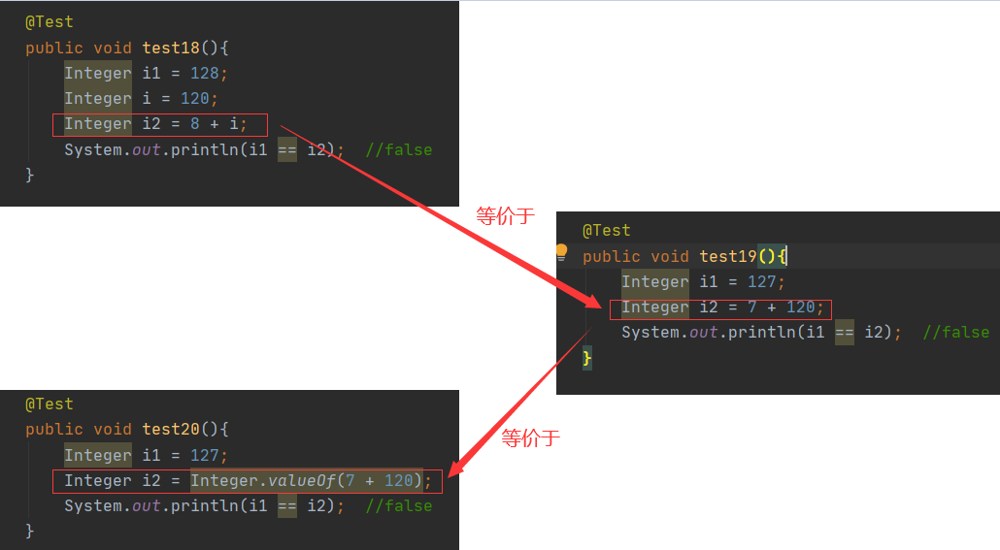 @Test
public void test18(){
Integer i1 = 128;
Integer i = 120;
Integer i2 = 8 + i;
System.out.println(i1 == i2);  //false
}
等价于
@Test
public void test19(){
Integer i1 = 127;
Integer i2 = 7 + 120;
System.out.println(i1 == i2);  //false
}
等价于
@Test
public void test20(){
Integer i1 = 127;
Integer i2 = Integer.valueOf(7 + 120);
System.out.println(i1 == i2);  //false
}